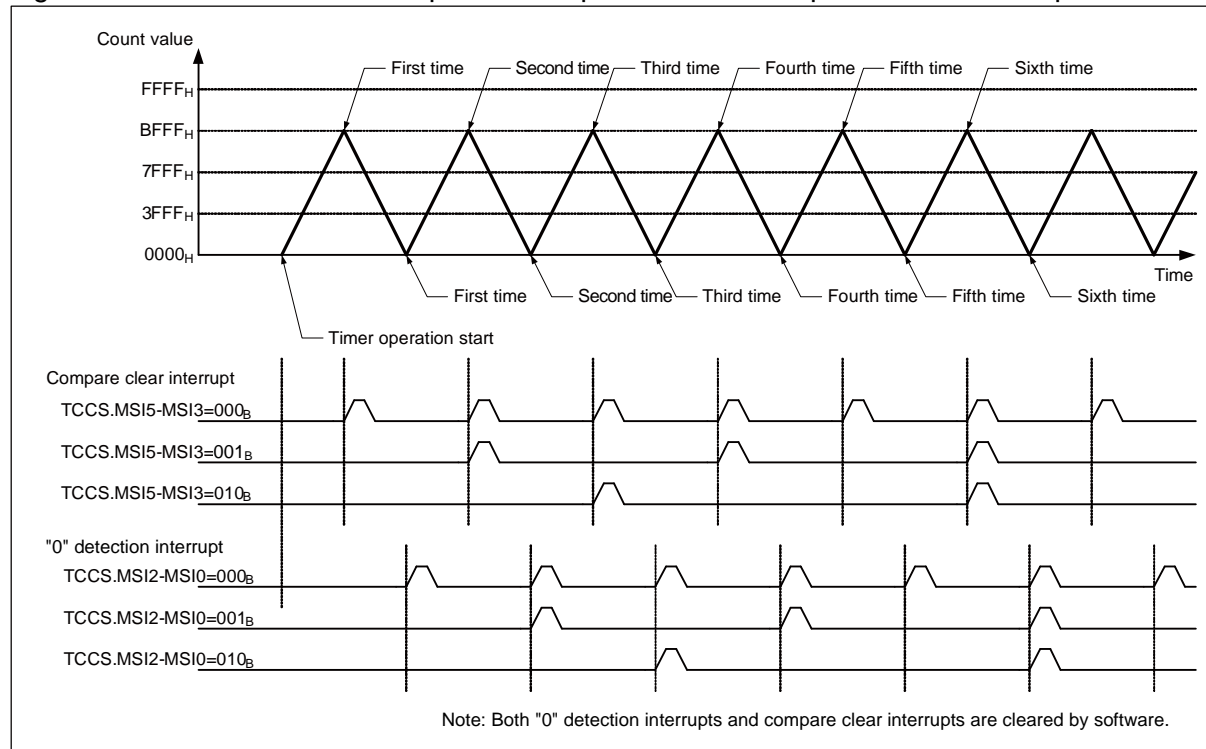 Count value
First time Second time Third time Fourth time Fifth time Sixth time
FFFFH
BFFFH
7FFFH
3FFFH
0000H
Time
First time Second time Third time Fourth time Fifth time Sixth time
Timer operation start
Compare clear interrupt
TCCS.MSI5-MSI3=000B
TCCS.MSI5-MSI3=001B
TCCS.MSI5-MSI3=010B
"0" detection interrupt
TCCS.MSI2-MSI0=000B
TCCS.MSI2-MSI0=001B
TCCS.MSI2-MSI0=010B
Note: Both "0" detection interrupts and compare clear interrupts are cleared by software.